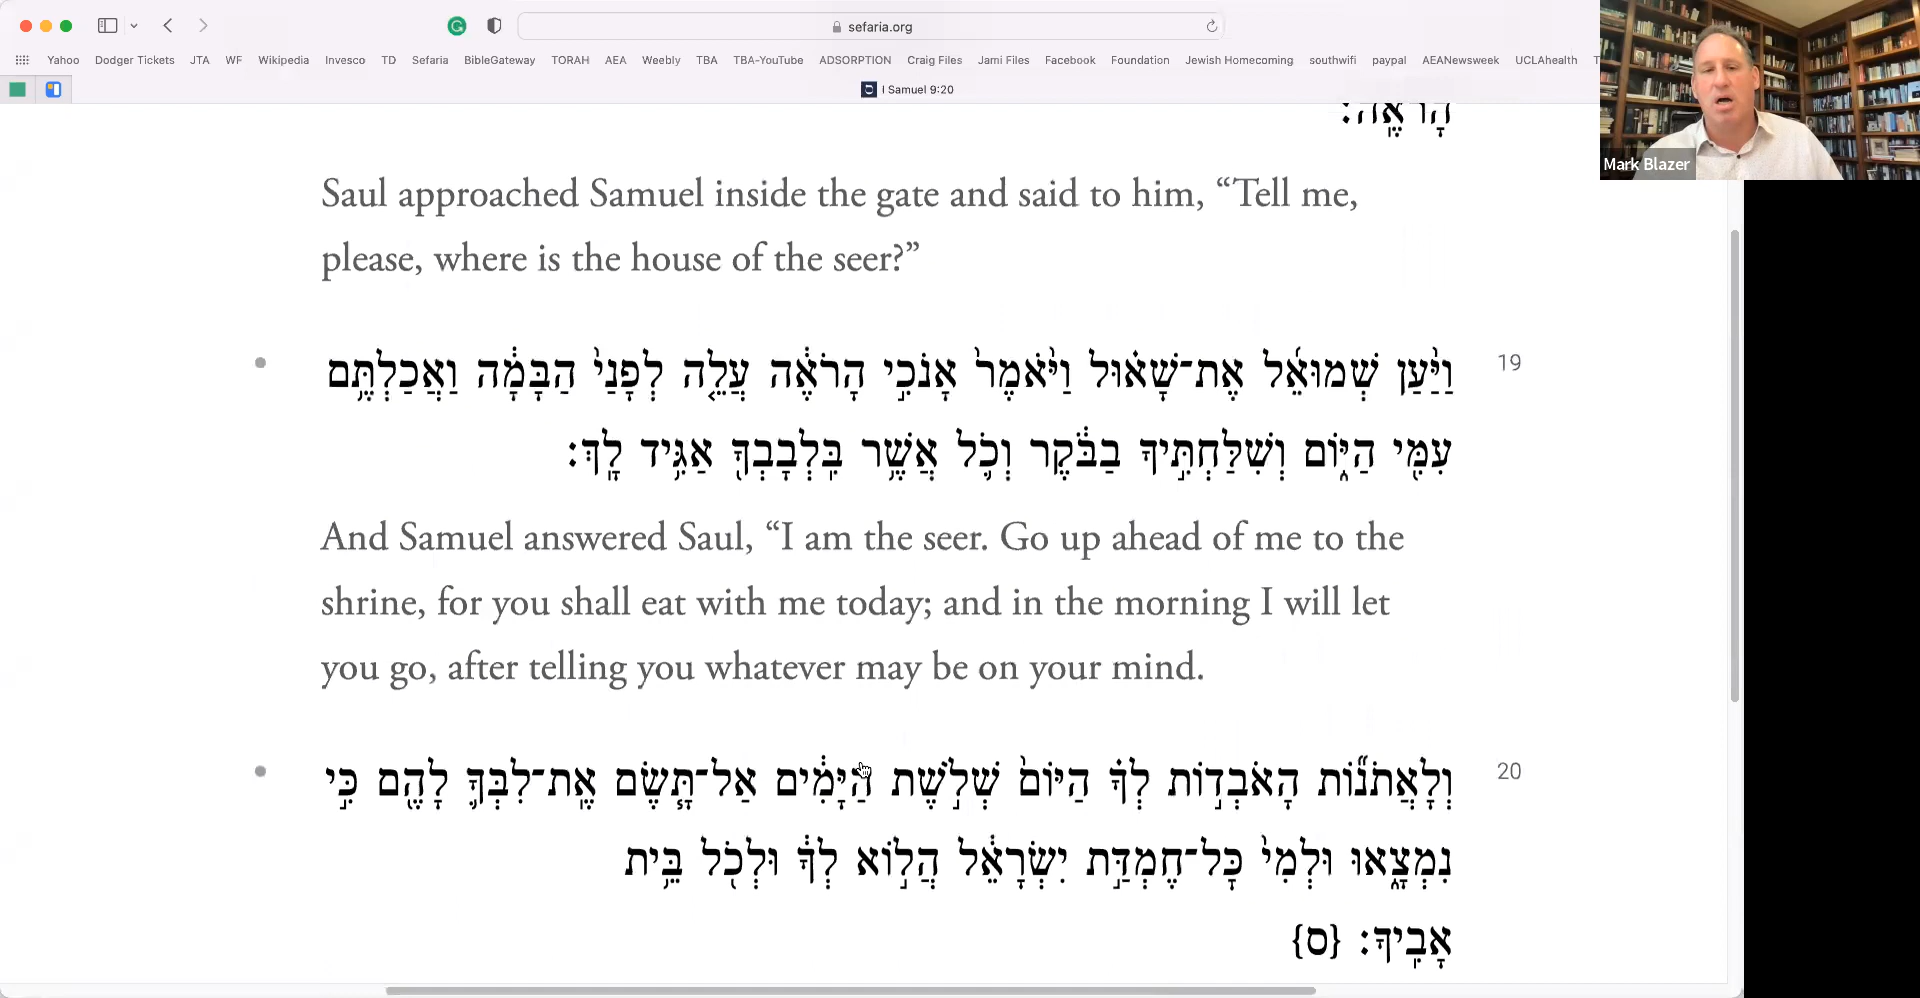 sefaria.org
Yahoo Dodger Tickets JTA WF Wikipedia Invesco TD Sefaria BibleGateway TORAH AEA Weebly TBA TBA-YouTube ADSORPTION Craig Files Jami Files Facebook Foundation Jewish Homecoming southwifi paypal AEANewsweek UCLAhealth
I Samuel 9:20
Mark Blazer
הָרֹאֶֽה׃
Saul approached Samuel inside the gate and said to him, “Tell me,
please, where is the house of the seer?”
19
וַיַּ֨עַן שְׁמוּאֵ֜ל אֶת־שָׁא֗וּל וַיֹּ֙אמֶר֙ אָנֹכִ֣י הָרֹאֶ֔ה עֲלֵ֤ה לְפָנַי֙ הַבָּמָ֔ה וַאֲכַלְתֶּ֥ם
עִמִּ֖י הַיּ֑וֹם וְשִׁלַּחְתִּ֣יךָ בַבֹּ֔קֶר וְכֹ֛ל אֲשֶׁ֥ר בִּֽלְבָבְךָ֖ אַגִּ֥יד לָֽךְ׃
And Samuel answered Saul, “I am the seer. Go up ahead of me to the
shrine, for you shall eat with me today; and in the morning I will let
you go, after telling you whatever may be on your mind.
20
וְלָאֲתֹנ֞וֹת הָאֹבְד֣וֹת לְךָ֗ הַיּוֹם֙ שְׁלֹ֣שֶׁת הַיָּמִ֔ים אַל־תָּ֧שֶׂם אֶֽת־לִבְּךָ֛ לָהֶ֖ם כִּ֣י
נִמְצָ֑אוּ וּלְמִי֙ כׇּל־חֶמְדַּ֣ת יִשְׂרָאֵ֔ל הֲל֣וֹא לְךָ֔ וּלְכֹ֖ל בֵּ֥ית
אָבִֽיךָ׃ {ס}